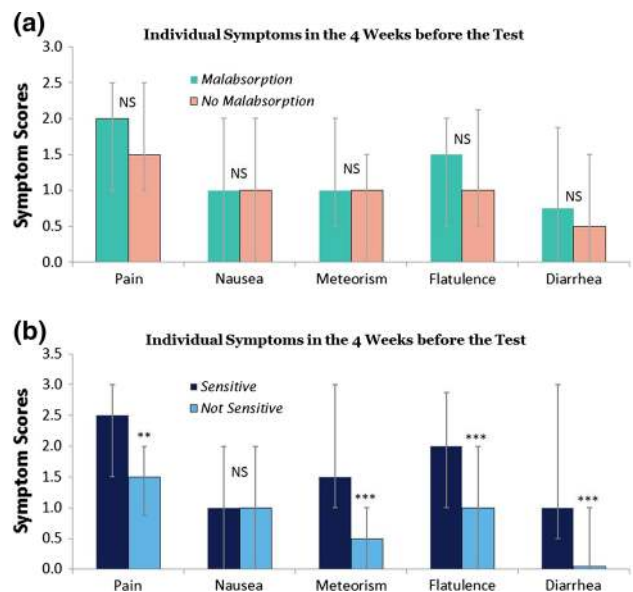 (a)
Individual Symptoms in the 4 Weeks before the Test
Symptom Scores
3.0
2.5
2.0
1.5
1.0
0.5
0.0
Malabsorption
No Malabsorption
NS
NS
NS
NS
NS
Pain Nausea Meteorism Flatulence Diarrhea
(b)
Individual Symptoms in the 4 Weeks before the Test
Symptom Scores
3.5
3.0
2.5
2.0
1.5
1.0
0.5
0.0
Sensitive
Not Sensitive
**
NS
***
***
***
Pain Nausea Meteorism Flatulence Diarrhea